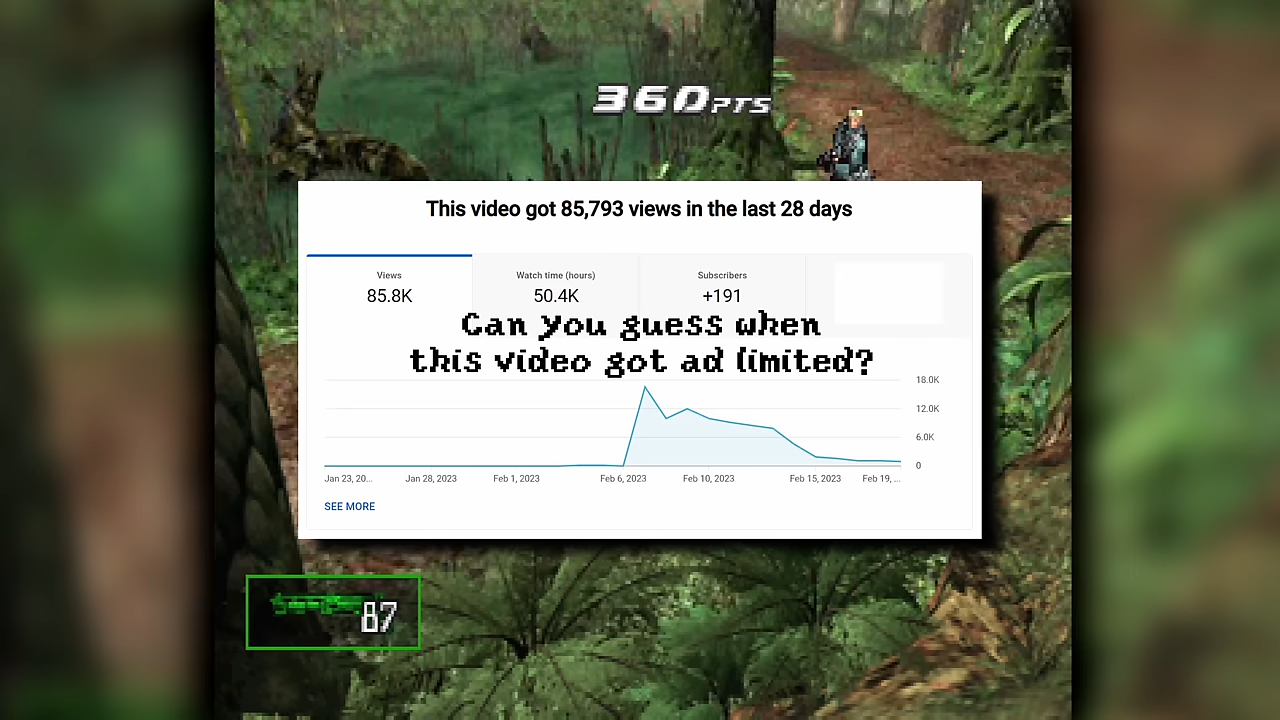 360PTS
This video got 85,793 views in the last 28 days
Views
Watch time (hours)
Subscribers
85.8K
50.4K
+191
Can you guess when
this video got ad limited?
18.0K
12.0K
6.0K
0
Jan 23, 20...
Jan 28, 2023
Feb 1, 2023
Feb 6, 2023
Feb 10, 2023
Feb 15, 2023
Feb 19, ...
SEE MORE
87